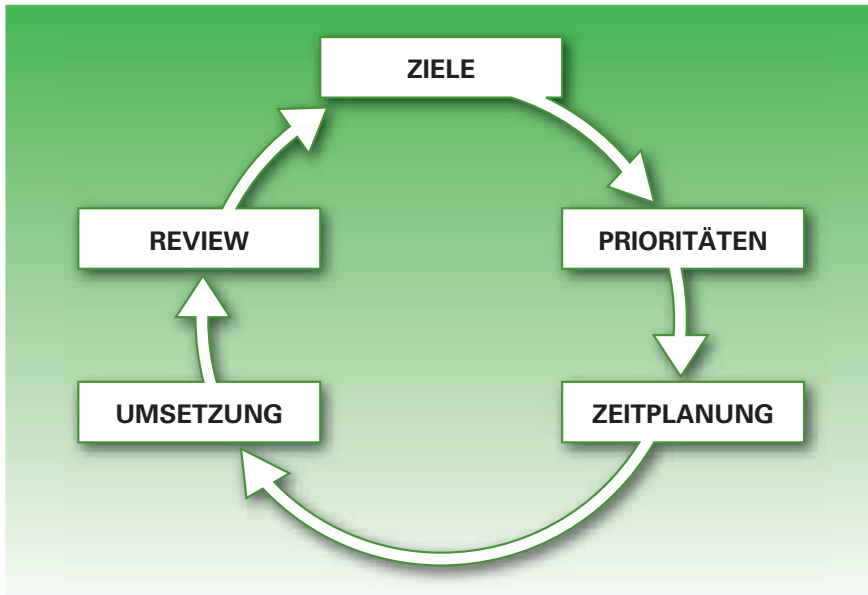 ZIELE
PRIORITÄTEN
ZEITPLANUNG
UMSETZUNG
REVIEW